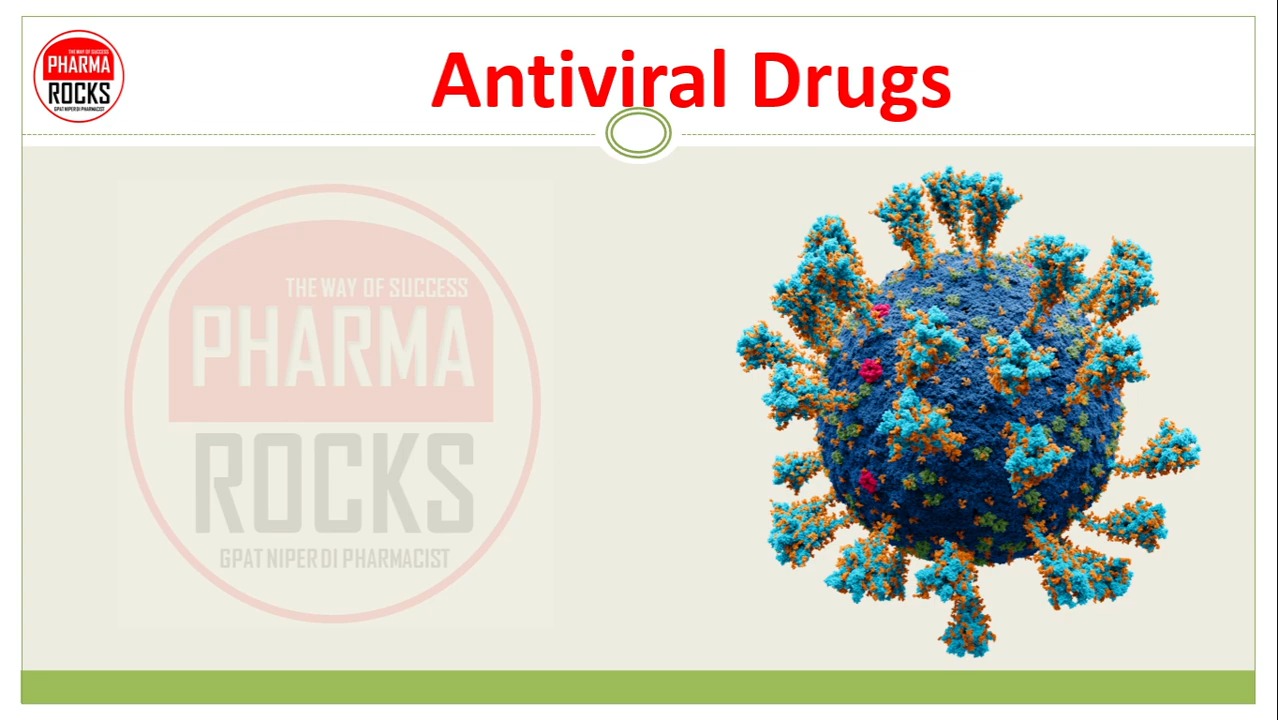 THE WAY OF SUCCESS
PHARMA
ROCKS
GPAT NIPER DI PHARMACIST
Antiviral Drugs
THE WAY OF SUCCESS
PHARMA
ROCKS
GPAT NIPER DI PHARMACIST